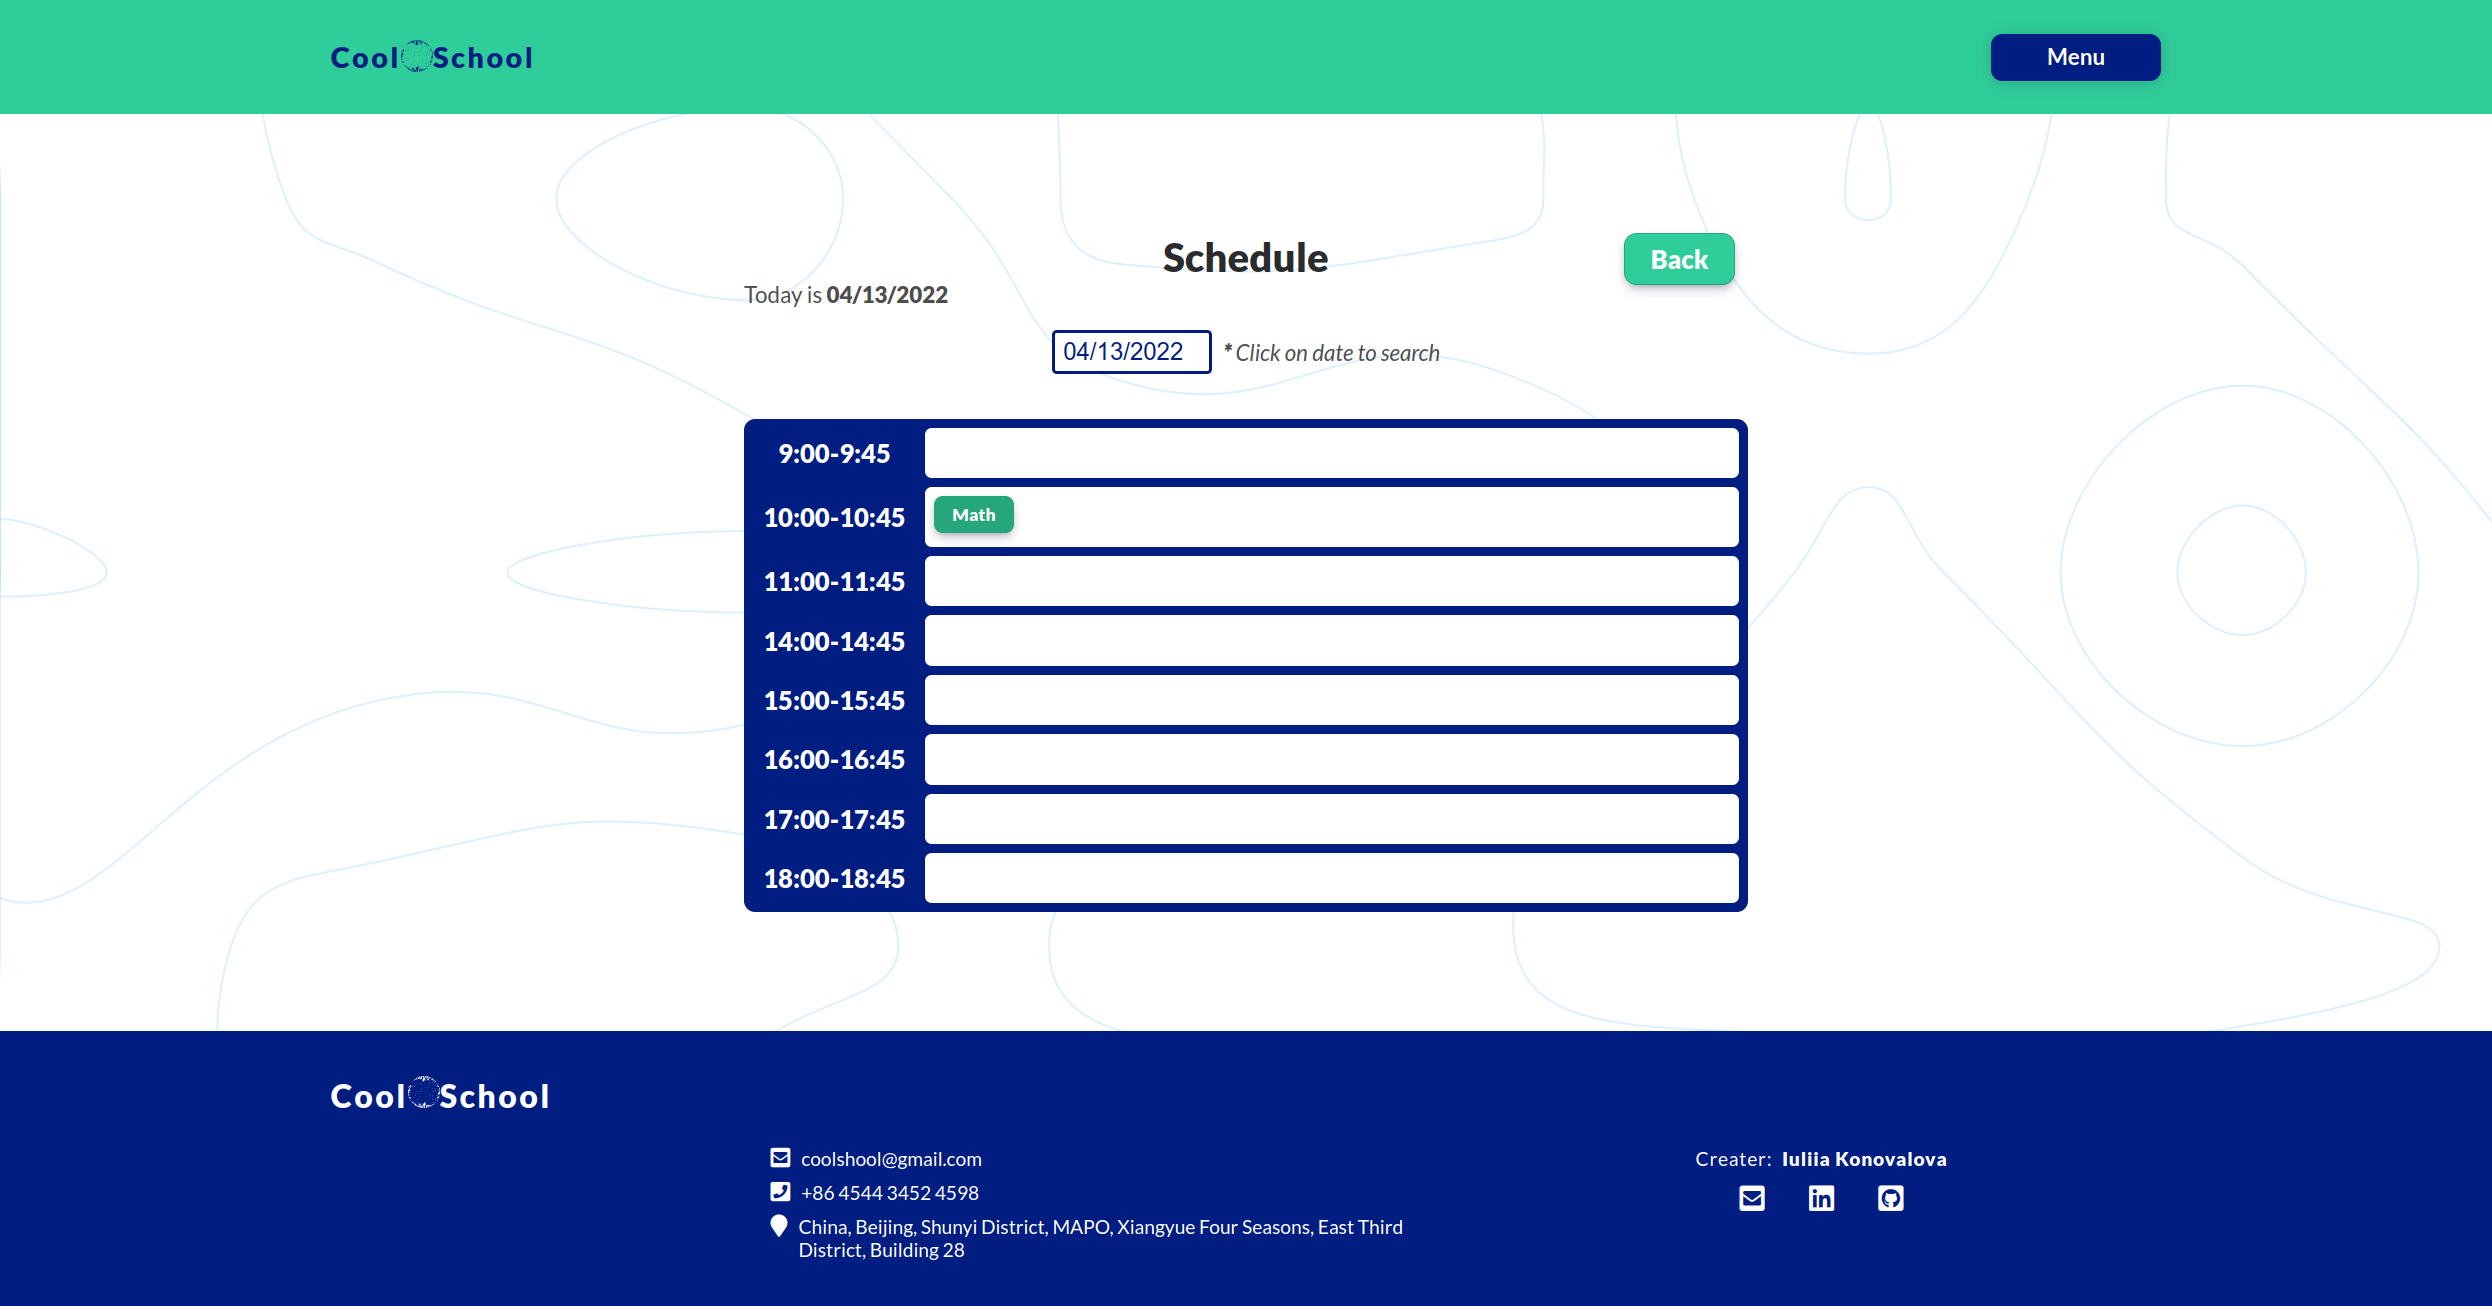 Cool School
Menu
Schedule
Back
Today is 04/13/2022
04/13/2022 * Click on date to search
9:00-9:45
10:00-10:45 Math
11:00-11:45
14:00-14:45
15:00-15:45
16:00-16:45
17:00-17:45
18:00-18:45
Cool School
coolshool@gmail.com
+86 4544 3452 4598
China, Beijing, Shunyi District, MAPO, Xiangyue Four Seasons, East Third
District, Building 28
Creater: Iuliia Konovalova
in